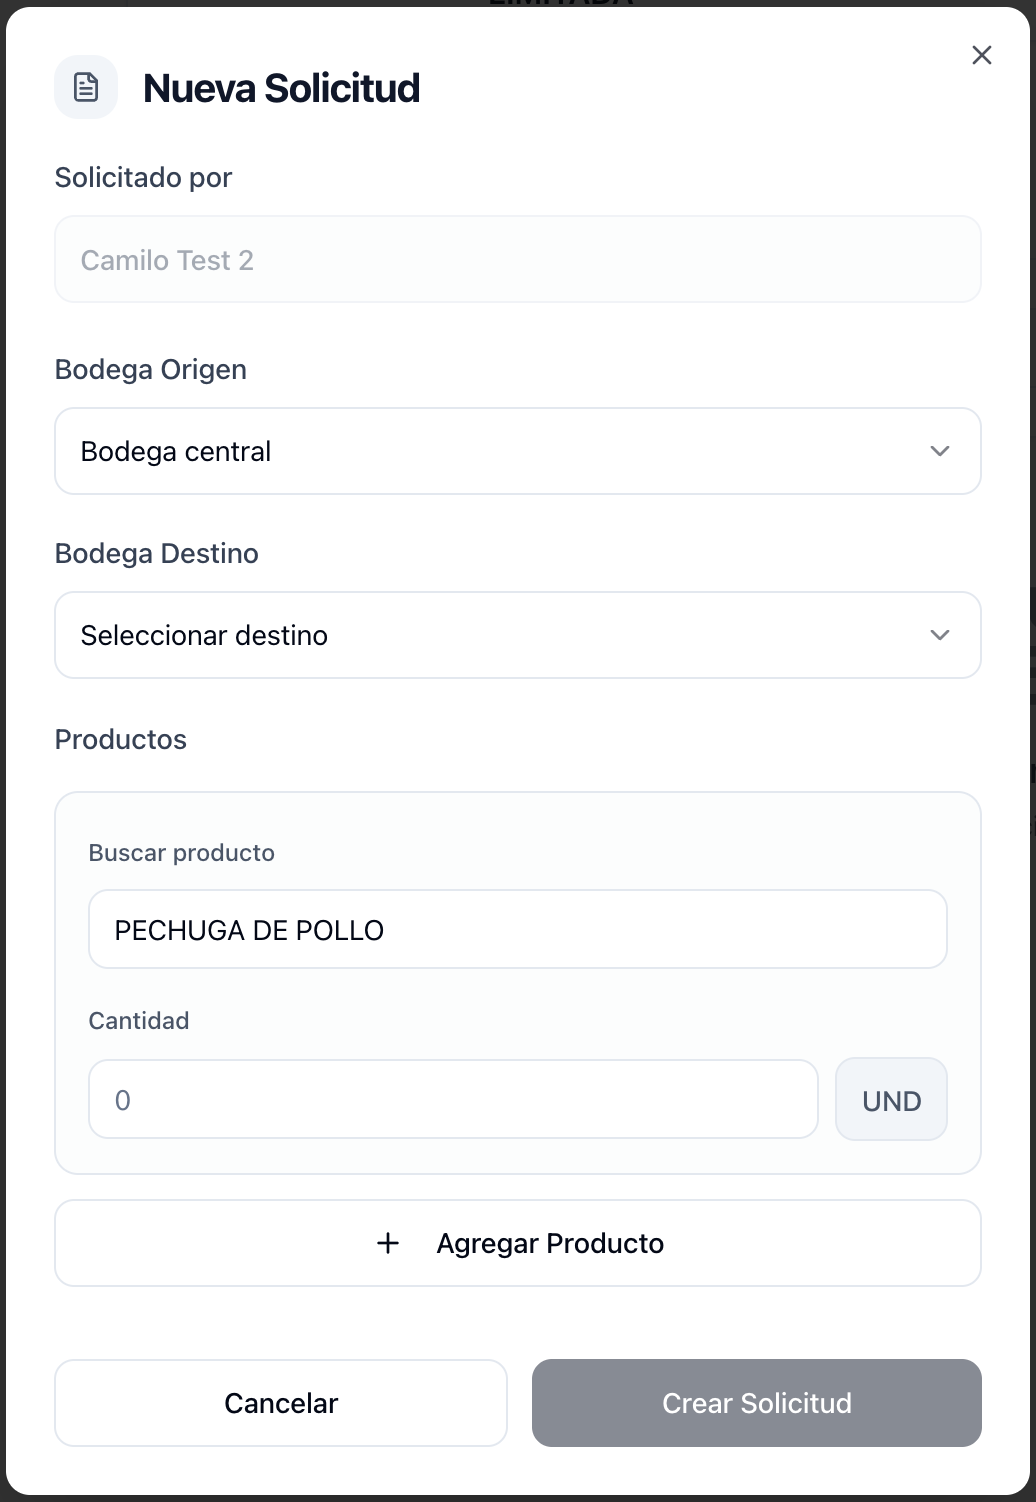 Nueva Solicitud
Solicitado por
Camilo Test 2
Bodega Origen
Bodega central
Bodega Destino
Seleccionar destino
Productos
Buscar producto
PECHUGA DE POLLO
Cantidad
0
UND
Agregar Producto
Cancelar
Crear Solicitud